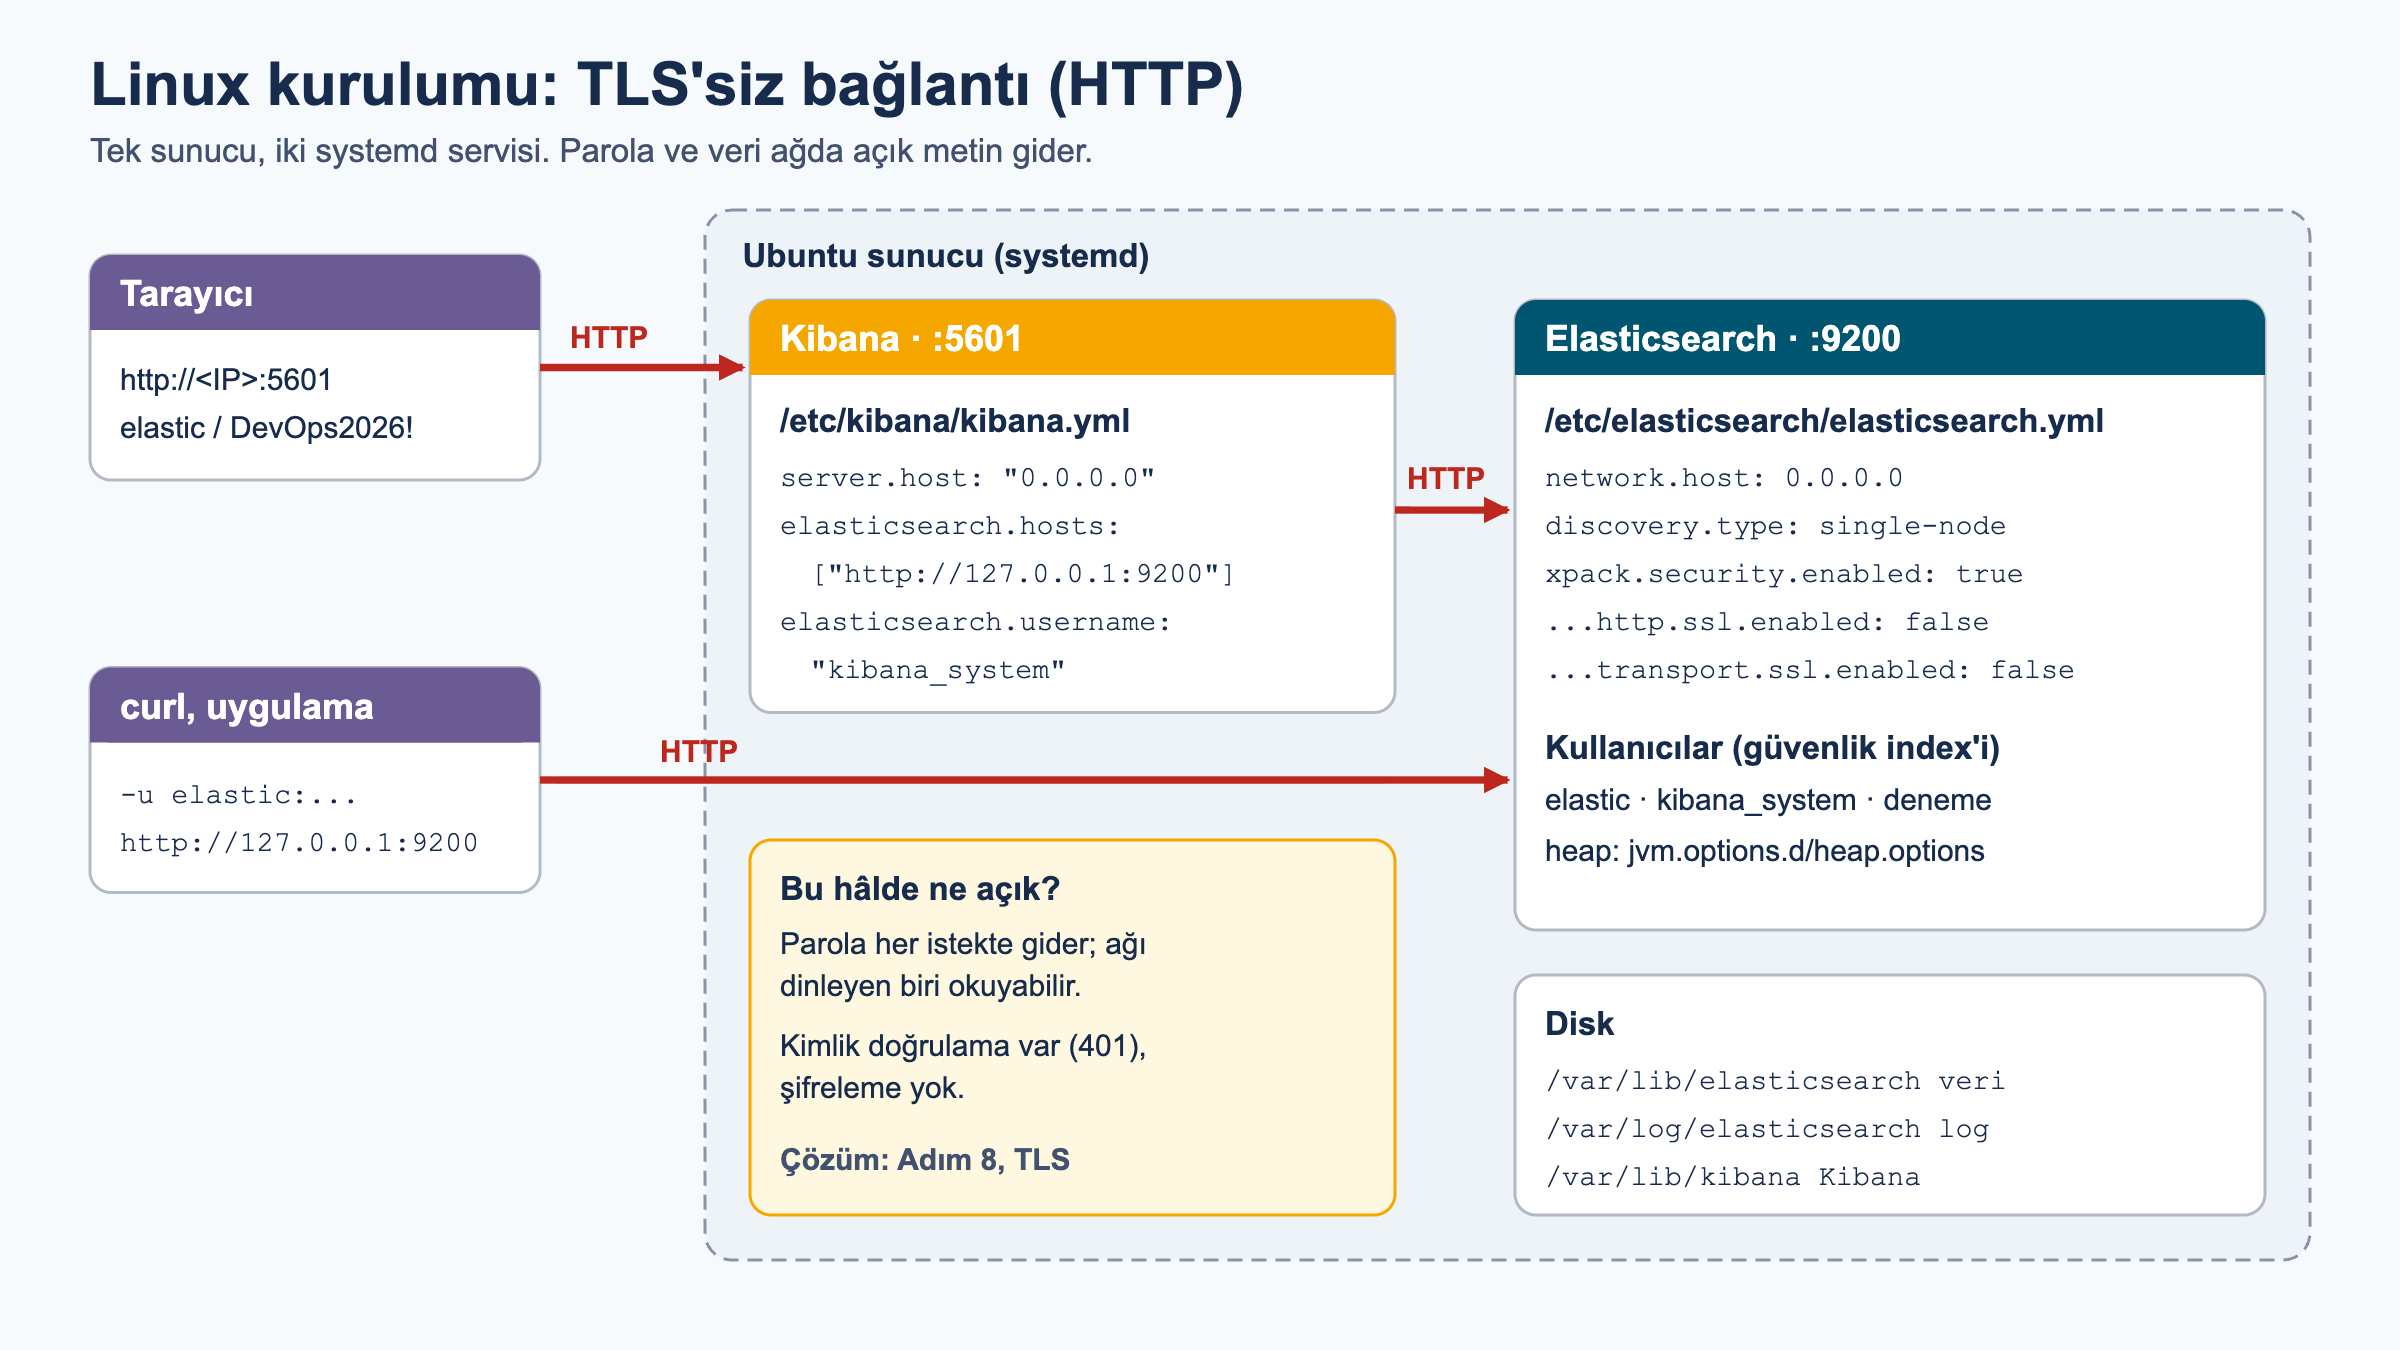 Linux kurulumu: TLS'siz bağlantı (HTTP)
Tek sunucu, iki systemd servisi. Parola ve veri ağda açık metin gider.
Tarayıcı
http://<IP>:5601
elastic / DevOps2026!
HTTP
curl, uygulama
-u elastic:...
http://127.0.0.1:9200
HTTP
Ubuntu sunucu (systemd)
Kibana · :5601
/etc/kibana/kibana.yml
server.host: "0.0.0.0"
elasticsearch.hosts:
["http://127.0.0.1:9200"]
elasticsearch.username:
"kibana_system"
HTTP
Bu hâlde ne açık?
Parola her istekte gider; ağı
dinleyen biri okuyabilir.
Kimlik doğrulama var (401),
şifreleme yok.
Çözüm: Adım 8, TLS
Elasticsearch · :9200
/etc/elasticsearch/elasticsearch.yml
network.host: 0.0.0.0
discovery.type: single-node
xpack.security.enabled: true
...http.ssl.enabled: false
...transport.ssl.enabled: false
Kullanıcılar (güvenlik index'i)
elastic · kibana_system · deneme
heap: jvm.options.d/heap.options
Disk
/var/lib/elasticsearch veri
/var/log/elasticsearch log
/var/lib/kibana Kibana